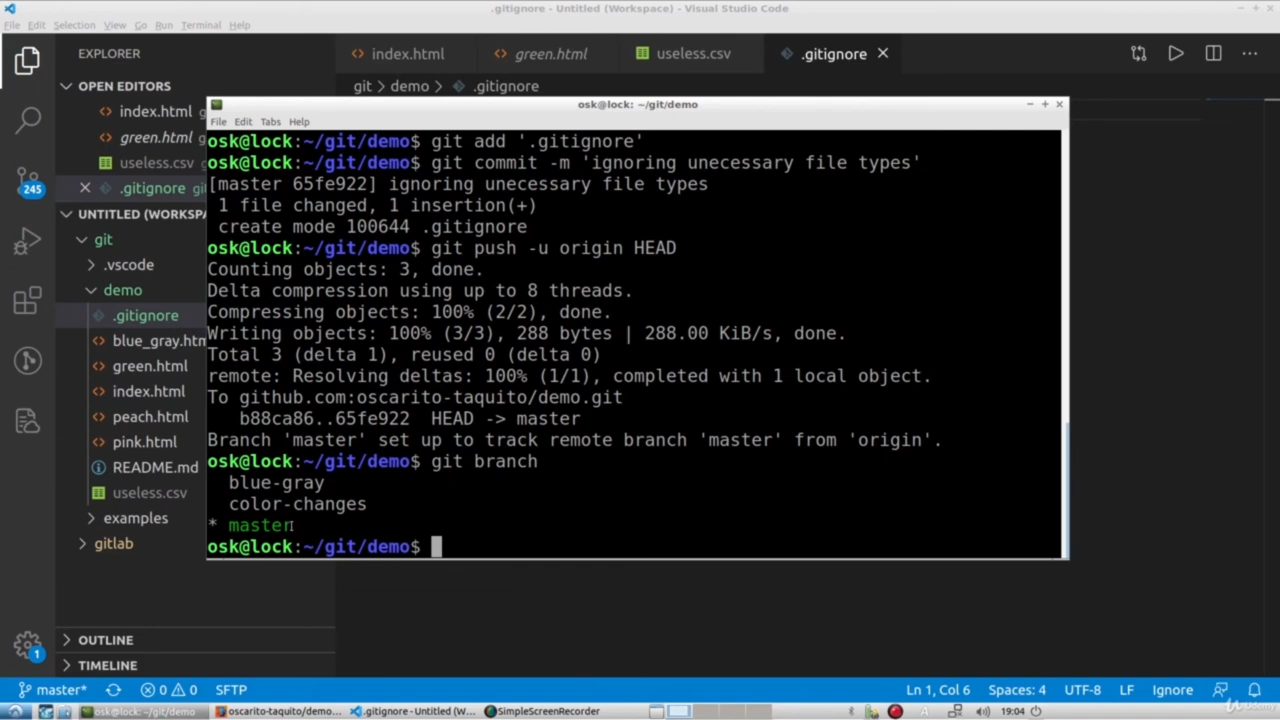 .gitignore - Untitled (Workspace) - Visual Studio Code
File Edit Selection View Go Run Terminal Help
EXPLORER
index.html
green.html
useless.csv
.gitignore
OPEN EDITORS
git > demo > .gitignore
index.html
green.html
useless.csv
245
.gitignore
UNTITLED (WORKSPA
git
.vscode
demo
.gitignore
blue_gray.htm
green.html
index.html
peach.html
pink.html
README.md
useless.csv
examples
gitlab
osk@lock: ~/git/demo
File Edit Tabs Help
osk@lock:~/git/demo$ git add '.gitignore'
osk@lock:~/git/demo$ git commit -m 'ignoring unecessary file types'
[master 65fe922] ignoring unecessary file types
1 file changed, 1 insertion(+)
create mode 100644 .gitignore
osk@lock:~/git/demo$ git push -u origin HEAD
Counting objects: 3, done.
Delta compression using up to 8 threads.
Compressing objects: 100% (2/2), done.
Writing objects: 100% (3/3), 288 bytes | 288.00 KiB/s, done.
Total 3 (delta 1), reused 0 (delta 0)
remote: Resolving deltas: 100% (1/1), completed with 1 local object.
To github.com:oscarito-taquito/demo.git
b88ca86..65fe922 HEAD -> master
Branch 'master' set up to track remote branch 'master' from 'origin'.
osk@lock:~/git/demo$ git branch
blue-gray
color-changes
* master
osk@lock:~/git/demo$
OUTLINE
1
TIMELINE
master* 0 0 SFTP
Ln 1, Col 6 Spaces: 4 UTF-8 LF Ignore
osk@lock: ~/git/demo
oscarito-taquito/demo...
.gitignore - Untitled (W...
SimpleScreenRecorder
19:04
Udemy